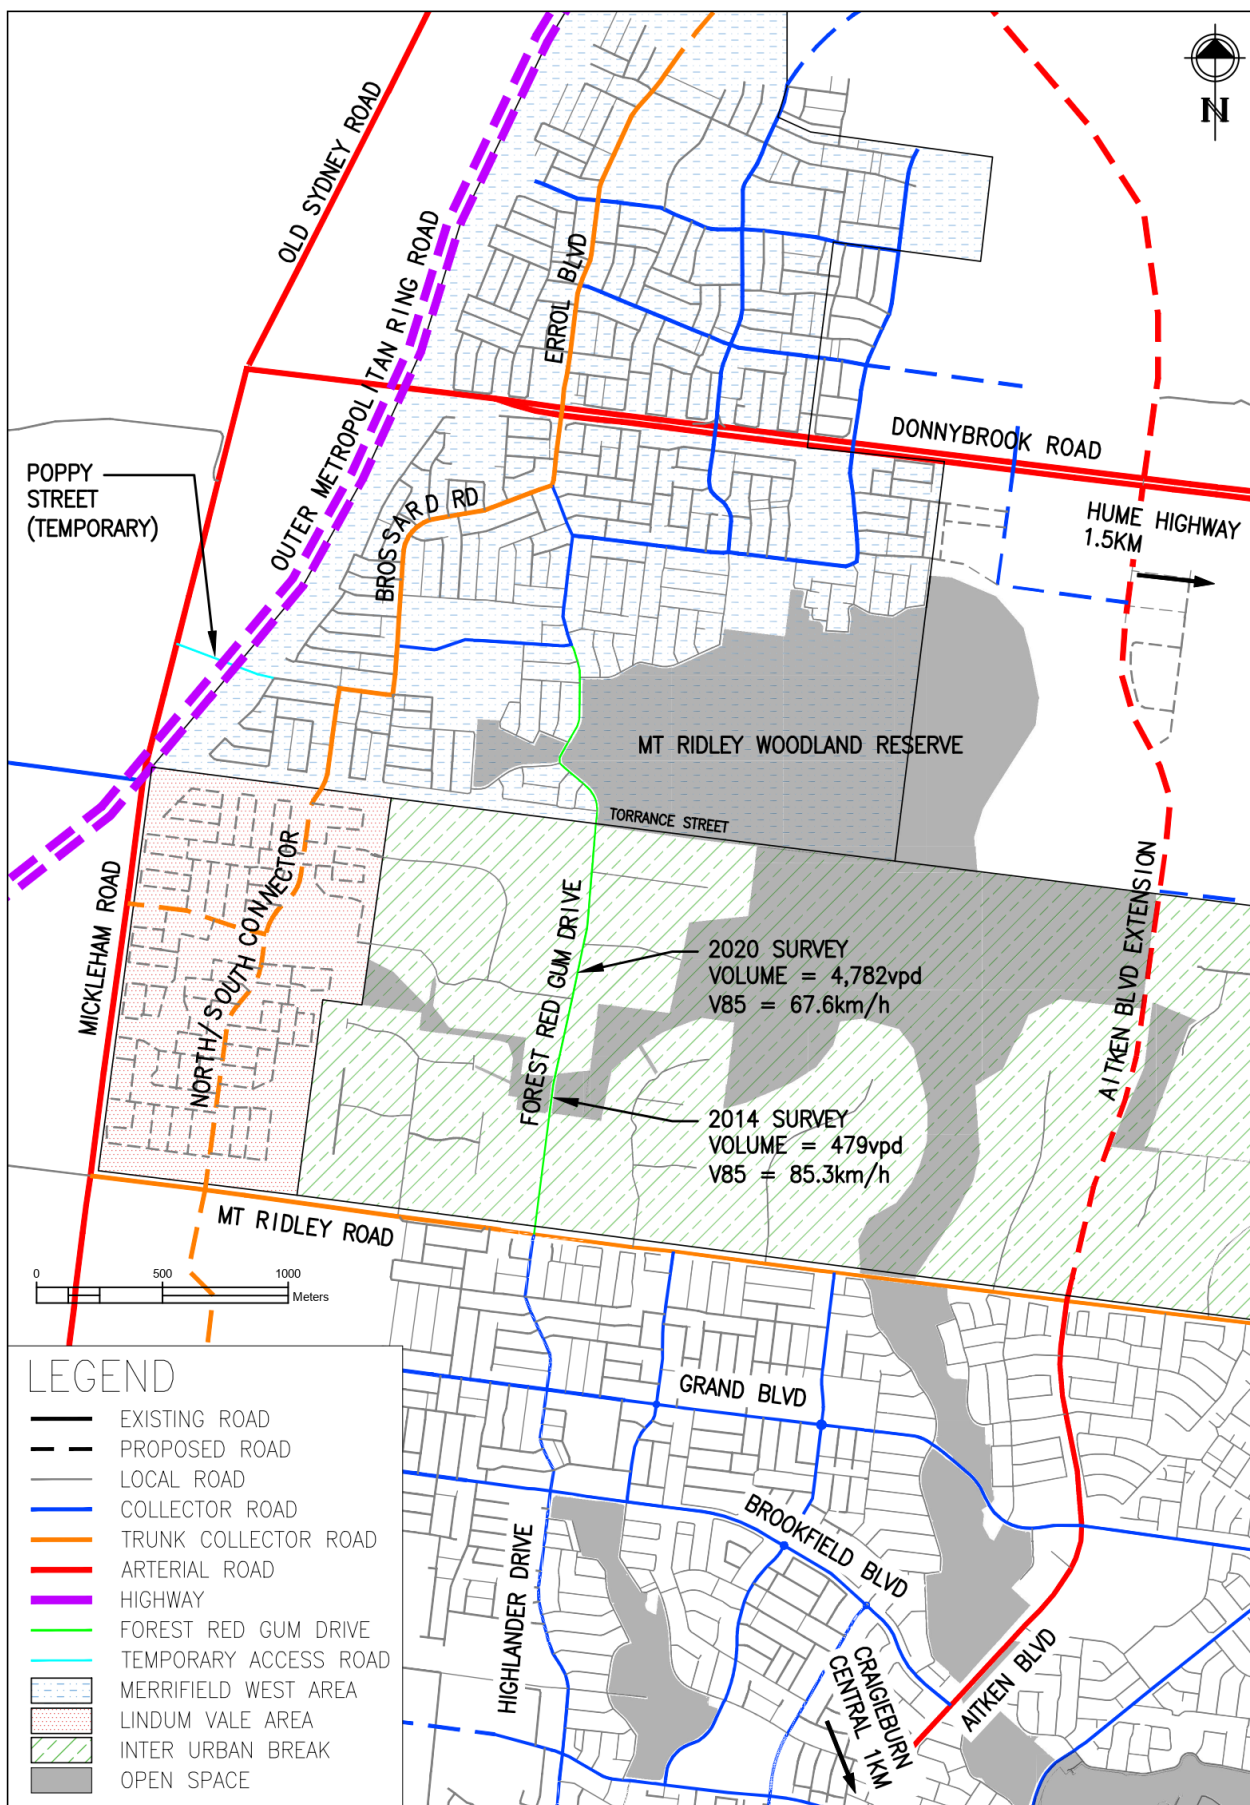 N
OLD SYDNEY ROAD
OUTER METROPOLITAN RING ROAD
ERROL BLVD
DONNYBROOK ROAD
POPPY
STREET
(TEMPORARY)
BROSSARD RD
HUME HIGHWAY
1.5KM
MT RIDLEY WOODLAND RESERVE
TORRANCE STREET
MICKLEHAM ROAD
NORTH/SOUTH CONNECTOR
FOREST RED GUM DRIVE
2020 SURVEY
VOLUME = 4,782vpd
V85 = 67.6km/h
AITKEN BLVD EXTENSION
2014 SURVEY
VOLUME = 479vpd
V85 = 85.3km/h
MT RIDLEY ROAD
0 500 1000
Meters
GRAND BLVD
BROOKFIELD BLVD
HIGHLANDER DRIVE
CRAIGIEBURN
CENTRAL 1KM
AITKEN BLVD
LEGEND
EXISTING ROAD
PROPOSED ROAD
LOCAL ROAD
COLLECTOR ROAD
TRUNK COLLECTOR ROAD
ARTERIAL ROAD
HIGHWAY
FOREST RED GUM DRIVE
TEMPORARY ACCESS ROAD
MERRIFIELD WEST AREA
LINDUM VALE AREA
INTER URBAN BREAK
OPEN SPACE